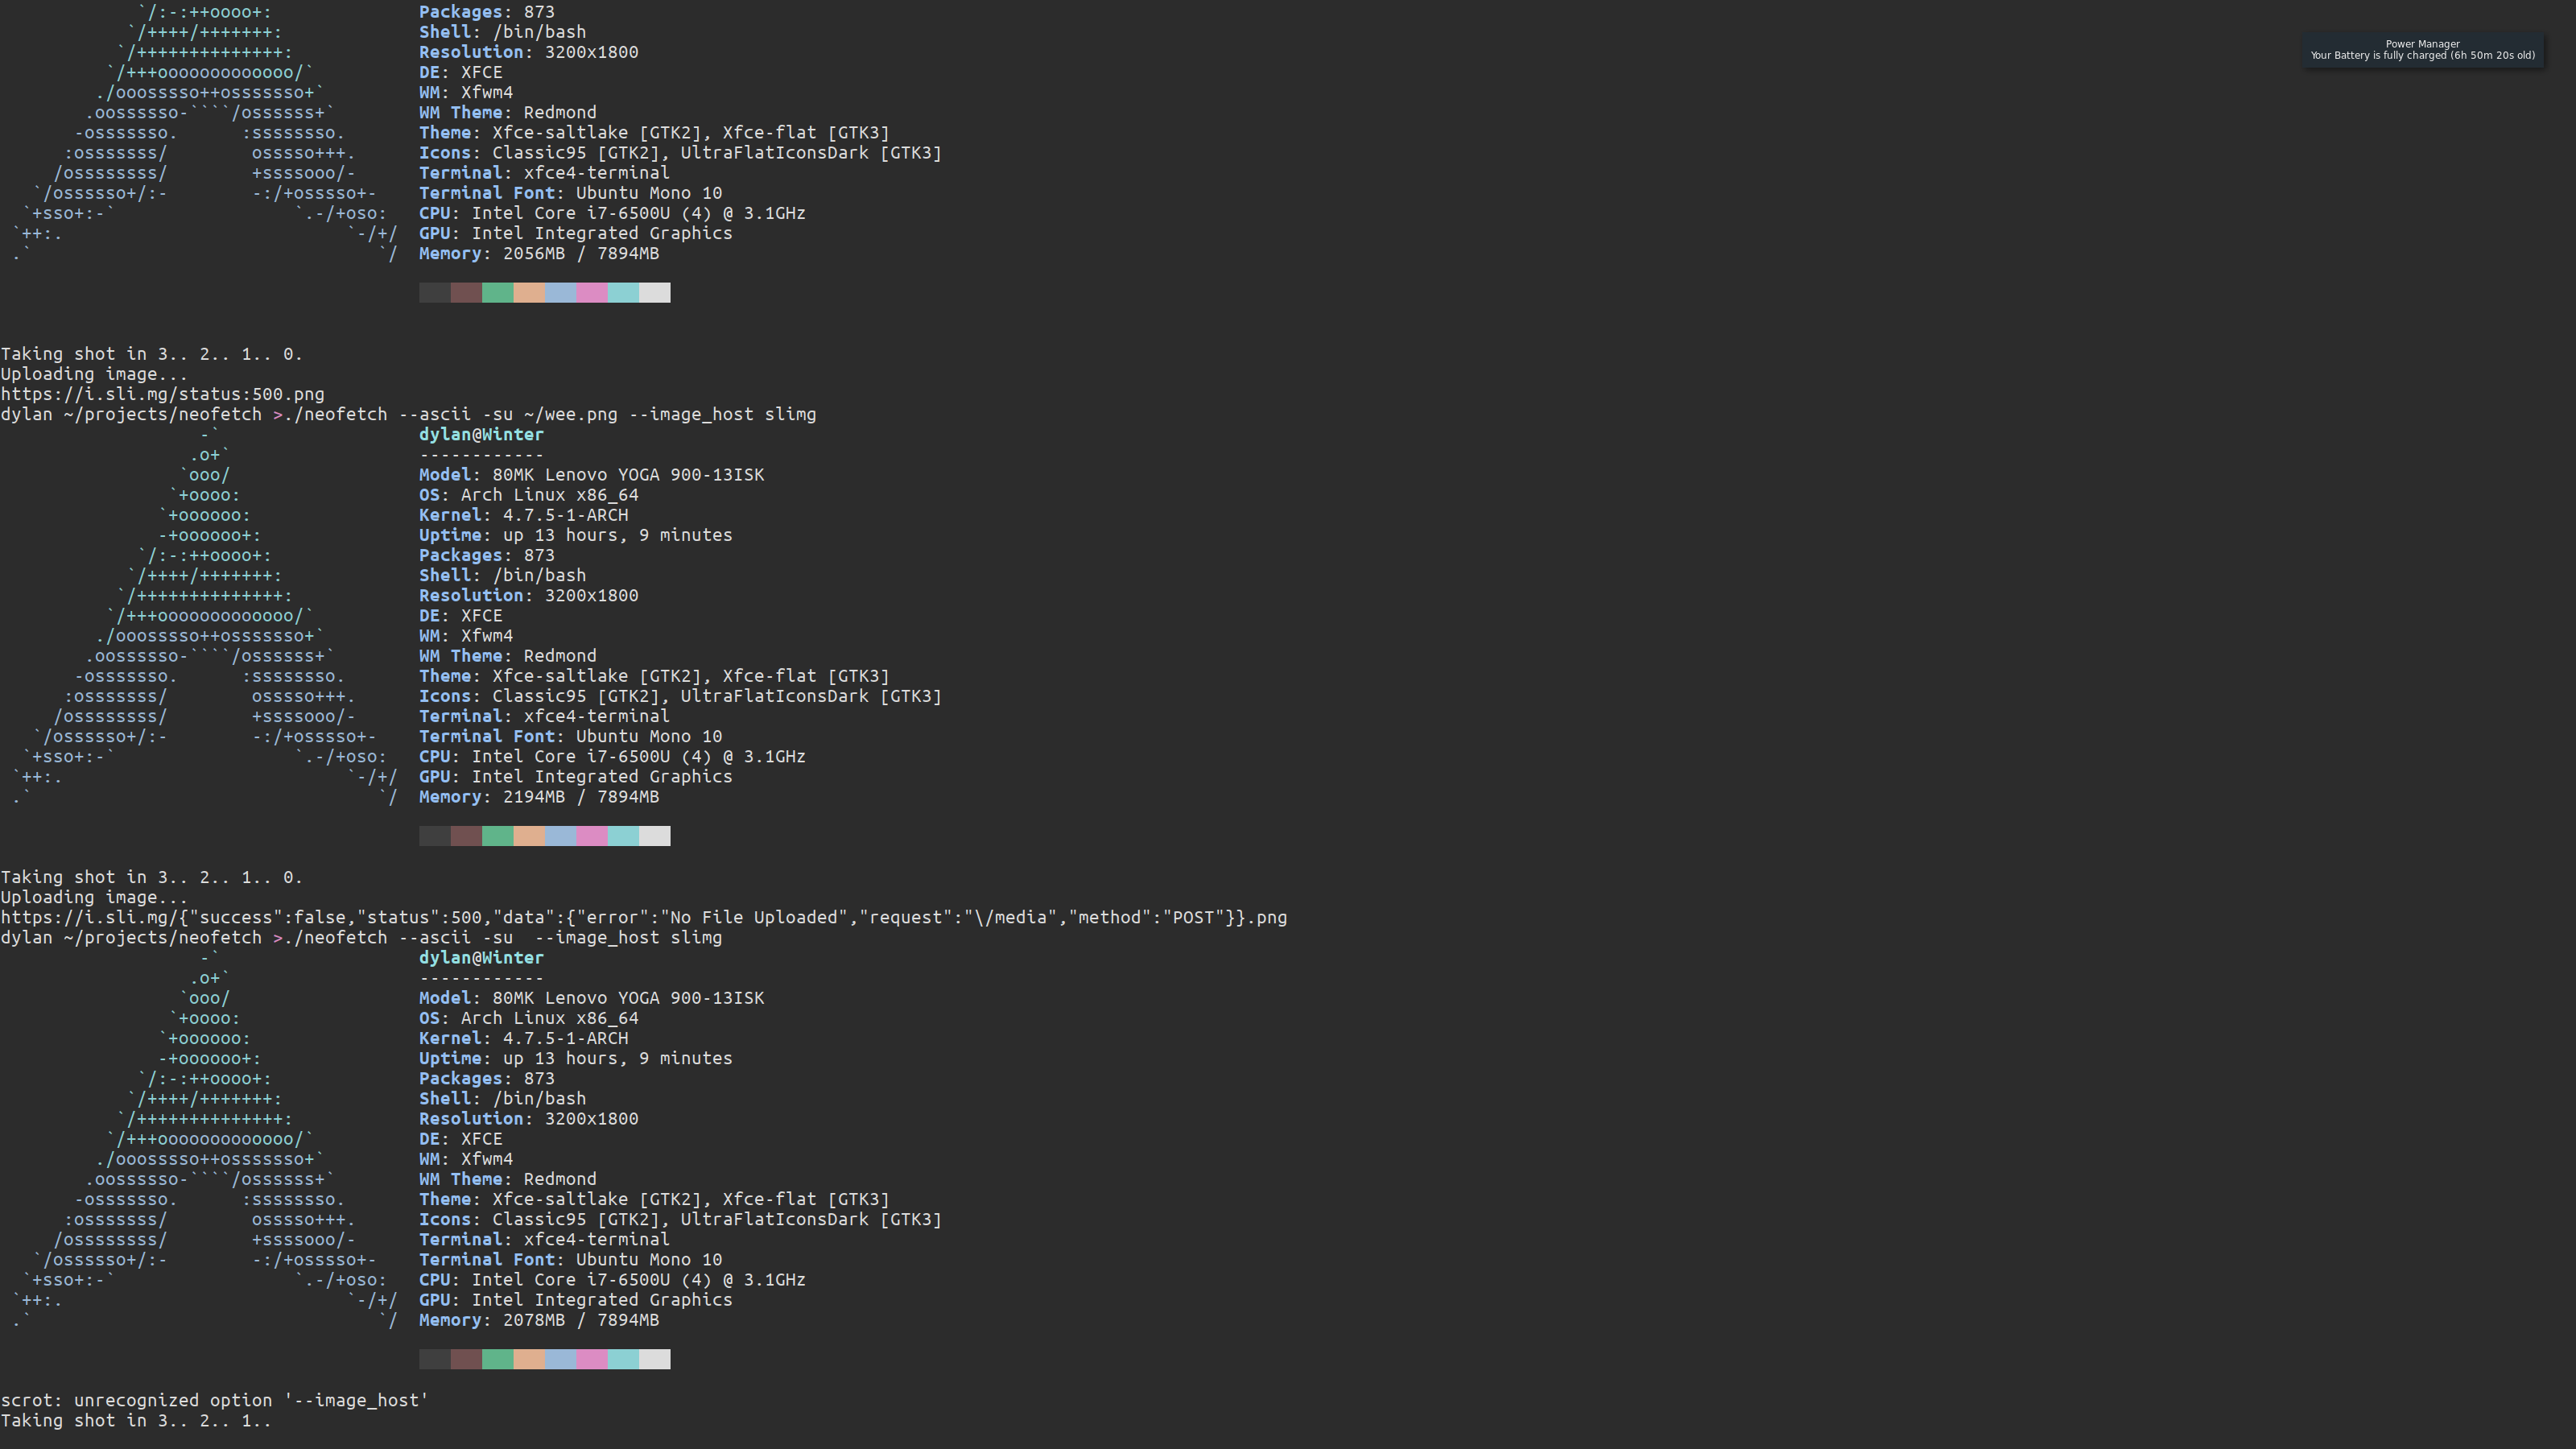 `/:-:++oooo+:              Packages: 873
        `/++++/+++++++:             Shell: /bin/bash
       `/++++++++++++++:            Resolution: 3200x1800
      `/+++ooooooooooooo/`          DE: XFCE
     ./ooosssso++osssssso+`         WM: Xfwm4
    .oossssso-````/ossssss+`        WM Theme: Redmond
   -osssssso.      :ssssssso.       Theme: Xfce-saltlake [GTK2], Xfce-flat [GTK3]
  :osssssss/        osssso+++.      Icons: Classic95 [GTK2], UltraFlatIconsDark [GTK3]
 /ossssssss/        +ssssooo/-      Terminal: xfce4-terminal
`/ossssso+/:-        -:/+osssso+-   Terminal Font: Ubuntu Mono 10
`+sso+:-`                 `.-/+oso:  CPU: Intel Core i7-6500U (4) @ 3.1GHz
`++:.                           `-/+/  GPU: Intel Integrated Graphics
.`                                 `/  Memory: 2056MB / 7894MB
Power Manager
Your Battery is fully charged (6h 50m 20s old)
Taking shot in 3.. 2.. 1.. 0.
Uploading image...
https://i.sli.mg/status:500.png
dylan ~/projects/neofetch >./neofetch --ascii -su ~/wee.png --image_host slimg
               -`                   dylan@Winter
              .o+`                  ------------
             `ooo/                  Model: 80MK Lenovo YOGA 900-13ISK
            `+oooo:                 OS: Arch Linux x86_64
           `+oooooo:                Kernel: 4.7.5-1-ARCH
           -+oooooo+:               Uptime: up 13 hours, 9 minutes
         `/:-:++oooo+:              Packages: 873
        `/++++/+++++++:             Shell: /bin/bash
       `/++++++++++++++:            Resolution: 3200x1800
      `/+++ooooooooooooo/`          DE: XFCE
     ./ooosssso++osssssso+`         WM: Xfwm4
    .oossssso-````/ossssss+`        WM Theme: Redmond
   -osssssso.      :ssssssso.       Theme: Xfce-saltlake [GTK2], Xfce-flat [GTK3]
  :osssssss/        osssso+++.      Icons: Classic95 [GTK2], UltraFlatIconsDark [GTK3]
 /ossssssss/        +ssssooo/-      Terminal: xfce4-terminal
`/ossssso+/:-        -:/+osssso+-   Terminal Font: Ubuntu Mono 10
`+sso+:-`                 `.-/+oso:  CPU: Intel Core i7-6500U (4) @ 3.1GHz
`++:.                           `-/+/  GPU: Intel Integrated Graphics
.`                                 `/  Memory: 2194MB / 7894MB
Taking shot in 3.. 2.. 1.. 0.
Uploading image...
https://i.sli.mg/{"success":false,"status":500,"data":{"error":"No File Uploaded","request":"\/media","method":"POST"}}.png
dylan ~/projects/neofetch >./neofetch --ascii -su  --image_host slimg
               -`                   dylan@Winter
              .o+`                  ------------
             `ooo/                  Model: 80MK Lenovo YOGA 900-13ISK
            `+oooo:                 OS: Arch Linux x86_64
           `+oooooo:                Kernel: 4.7.5-1-ARCH
           -+oooooo+:               Uptime: up 13 hours, 9 minutes
         `/:-:++oooo+:              Packages: 873
        `/++++/+++++++:             Shell: /bin/bash
       `/++++++++++++++:            Resolution: 3200x1800
      `/+++ooooooooooooo/`          DE: XFCE
     ./ooosssso++osssssso+`         WM: Xfwm4
    .oossssso-````/ossssss+`        WM Theme: Redmond
   -osssssso.      :ssssssso.       Theme: Xfce-saltlake [GTK2], Xfce-flat [GTK3]
  :osssssss/        osssso+++.      Icons: Classic95 [GTK2], UltraFlatIconsDark [GTK3]
 /ossssssss/        +ssssooo/-      Terminal: xfce4-terminal
`/ossssso+/:-        -:/+osssso+-   Terminal Font: Ubuntu Mono 10
`+sso+:-`                 `.-/+oso:  CPU: Intel Core i7-6500U (4) @ 3.1GHz
`++:.                           `-/+/  GPU: Intel Integrated Graphics
.`                                 `/  Memory: 2078MB / 7894MB
scrot: unrecognized option '--image_host'
Taking shot in 3.. 2.. 1..